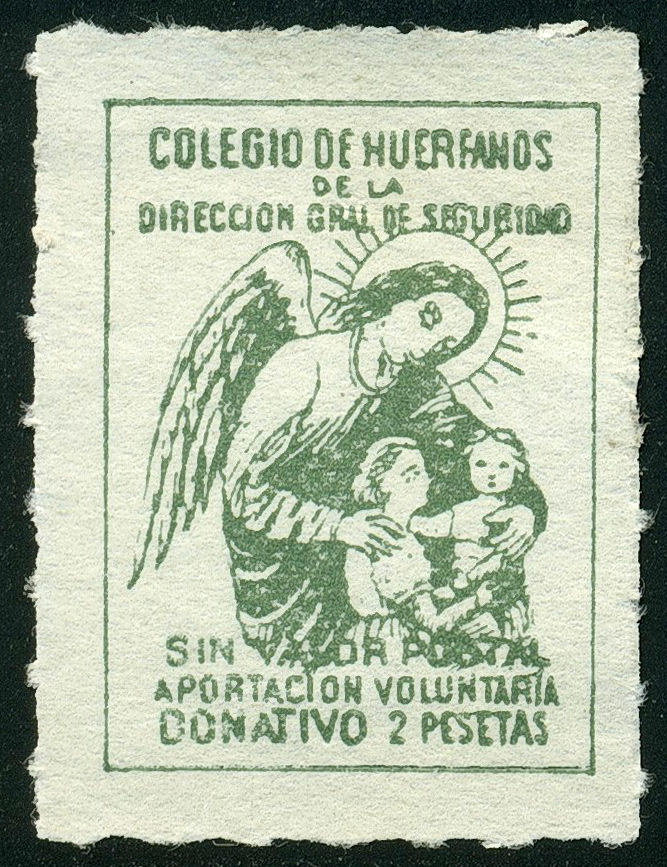 COLEGIO DE HUERFANOS
DE LA
DIRECCION GRAL DE SEGURIDAD
SIN VALOR POSTAL
APORTACION VOLUNTARIA
DONATIVO 2 PESETAS